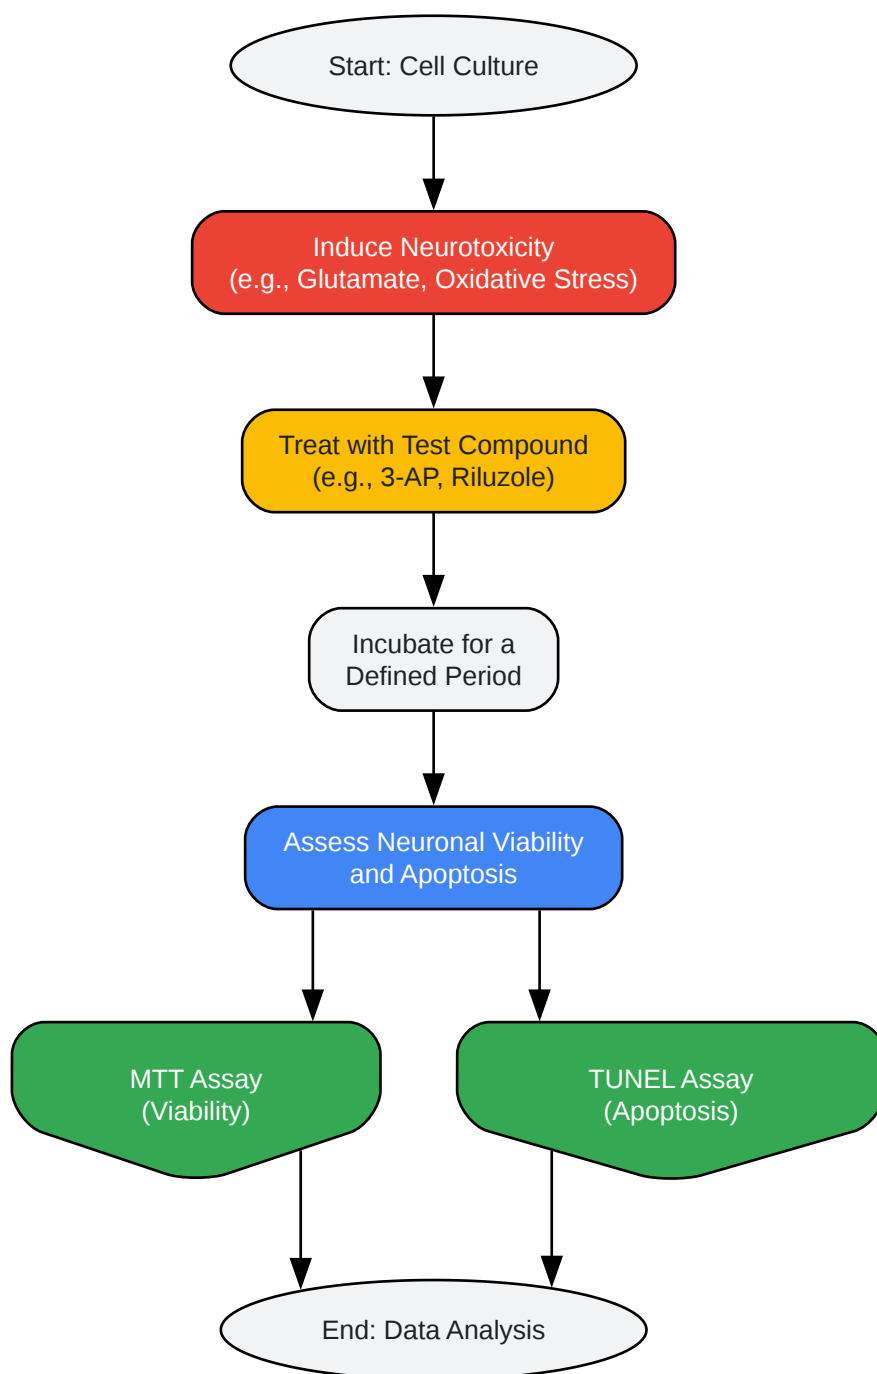 Start: Cell Culture
Induce Neurotoxicity
(e.g., Glutamate, Oxidative Stress)
Treat with Test Compound
(e.g., 3-AP, Riluzole)
Incubate for a
Defined Period
Assess Neuronal Viability
and Apoptosis
MTT Assay
(Viability)
TUNEL Assay
(Apoptosis)
End: Data Analysis